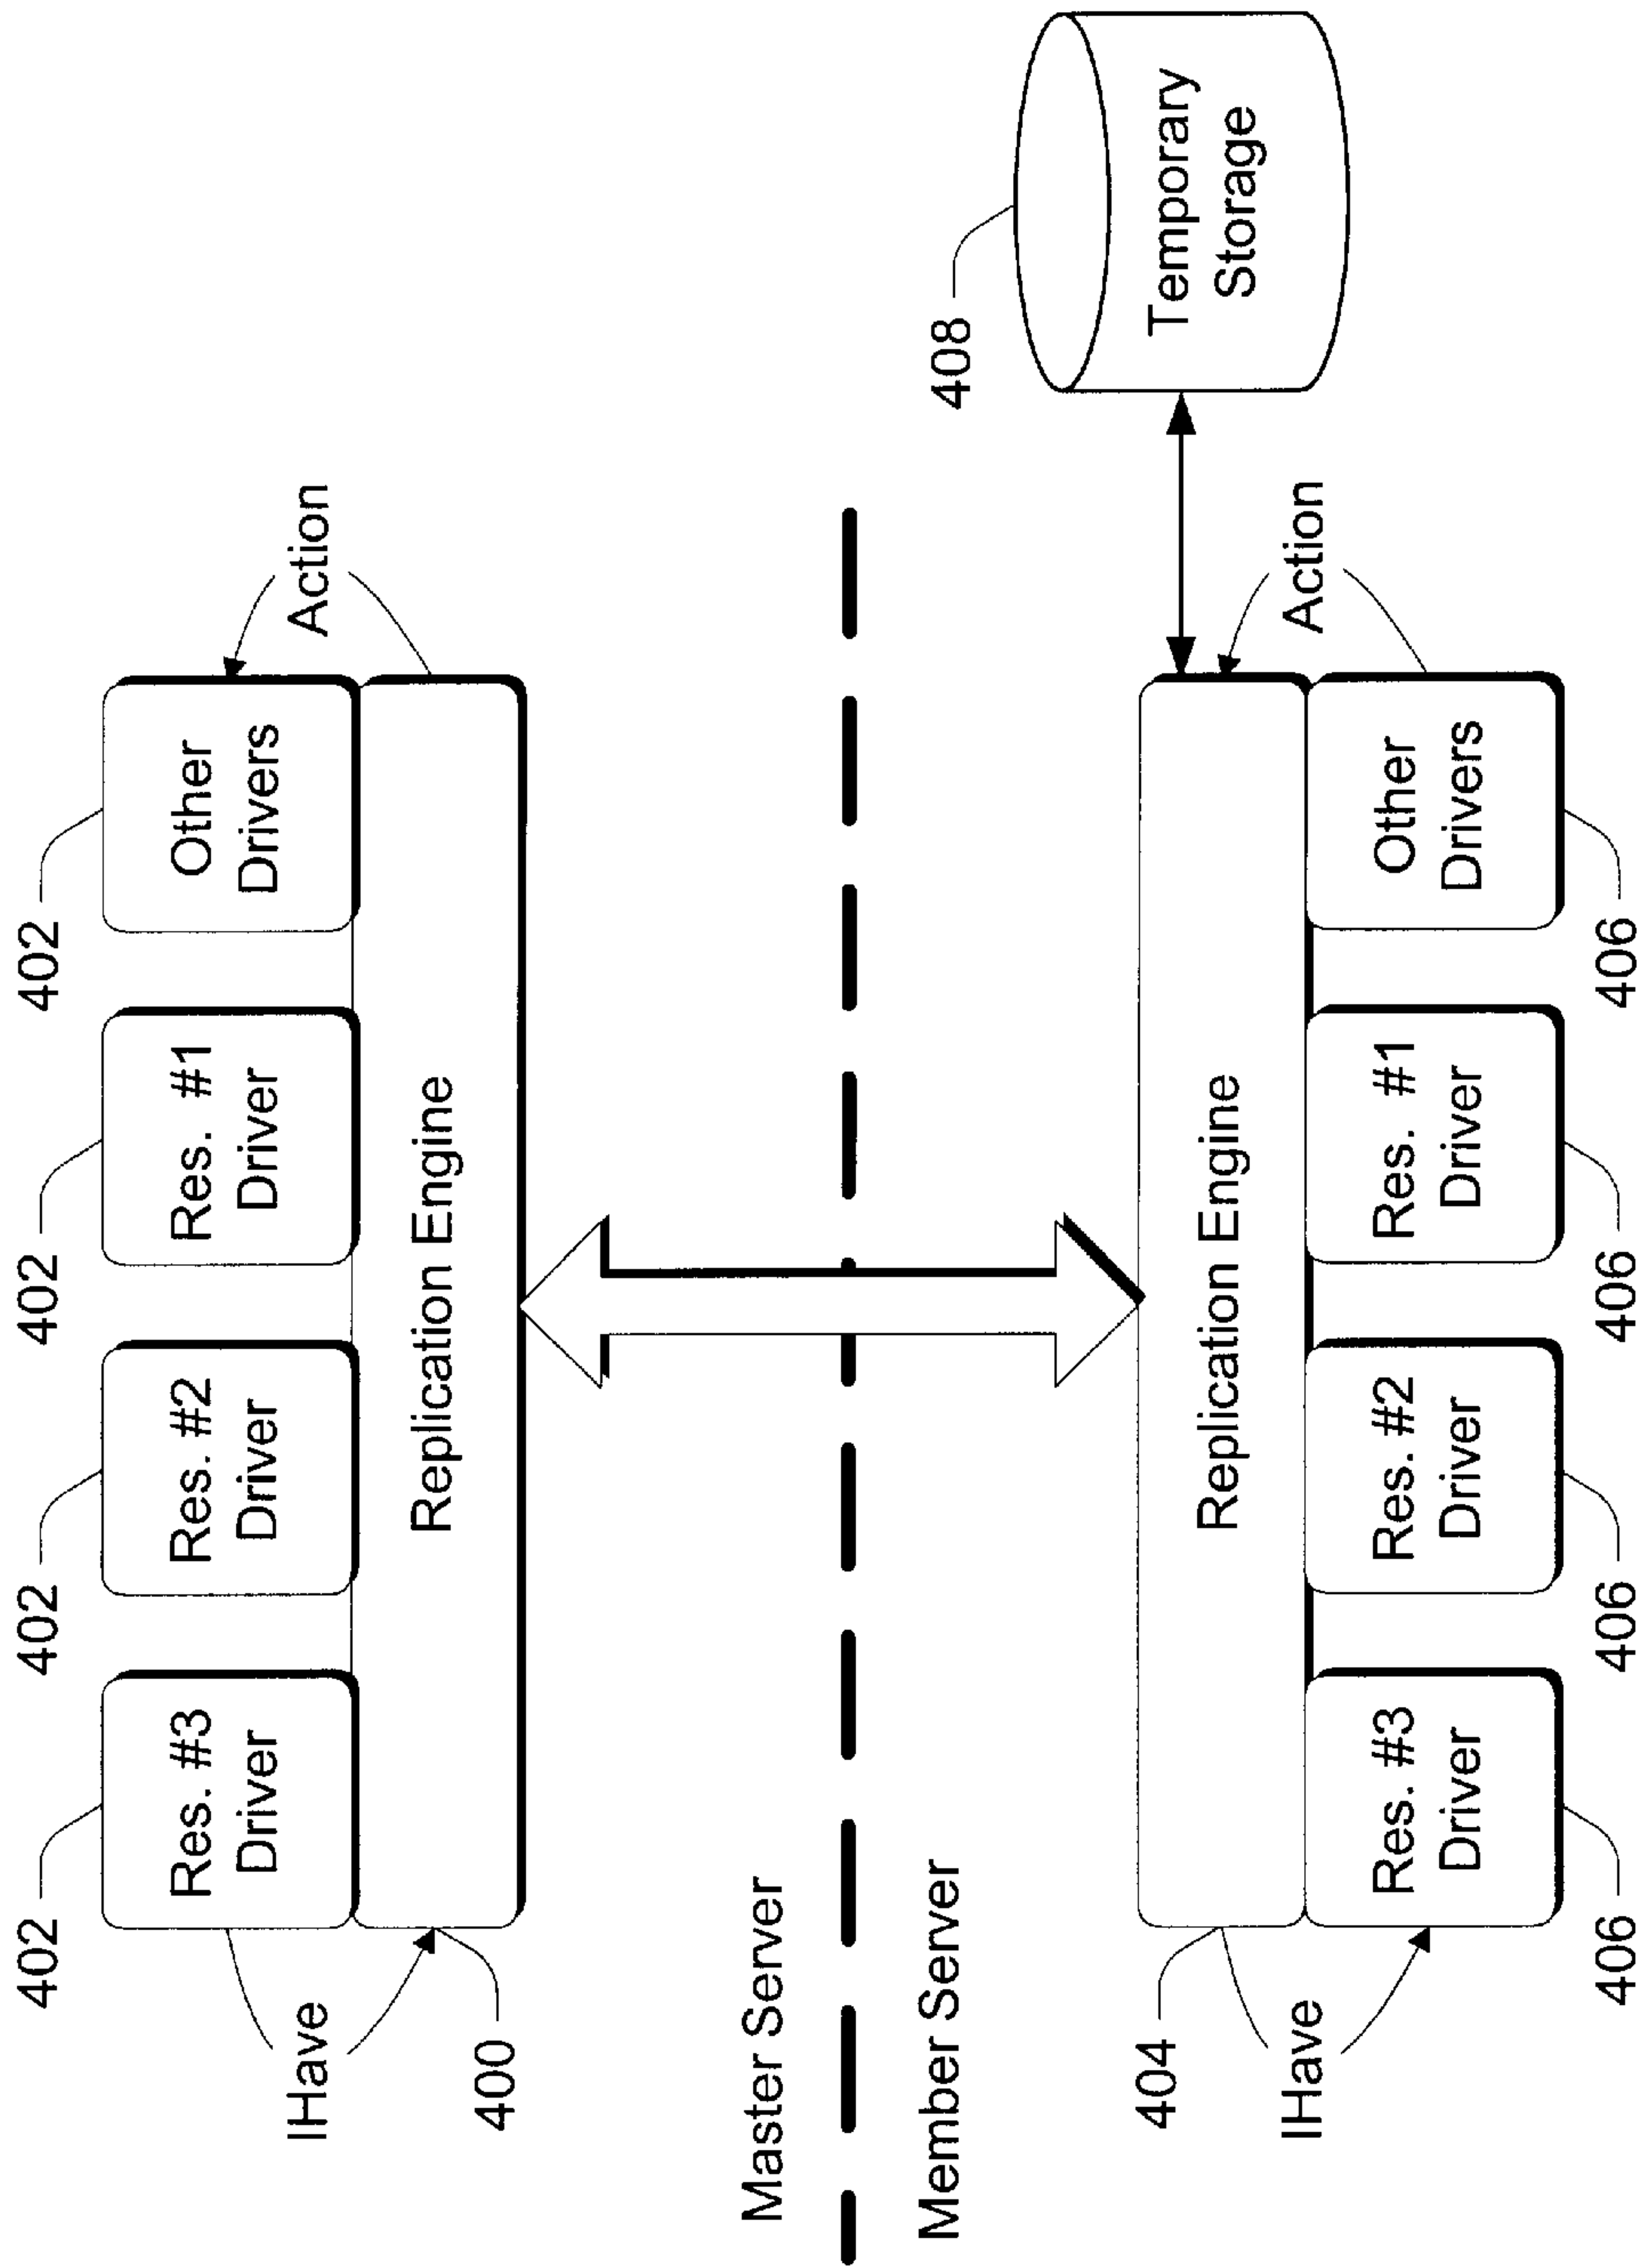 402
402
402
402
Res. #3
Driver
Res. #2
Driver
Res. #1
Driver
Other
Drivers
IHave
Action
Replication Engine
400
Master Server
Member Server
408
Temporary
Storage
404
Replication Engine
IHave
Action
Res. #3
Driver
Res. #2
Driver
Res. #1
Driver
Other
Drivers
406
406
406
406